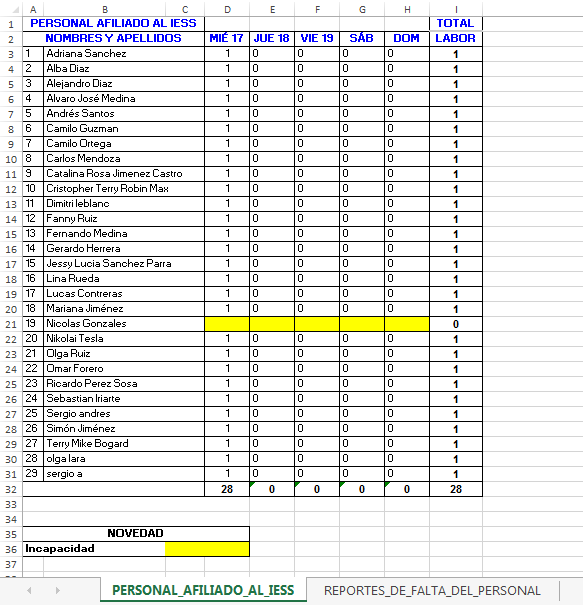 A B C D E F G H I
1 PERSONAL AFILIADO AL IESS TOTAL
2 NOMBRES Y APELLIDOS MIÉ 17 JUE 18 VIE 19 SÁB DOM LABOR
3 1 Adriana Sanchez 1 0 0 0 0 1
4 2 Alba Diaz 1 0 0 0 0 1
5 3 Alejandro Diaz 1 0 0 0 0 1
6 4 Alvaro José Medina 1 0 0 0 0 1
7 5 Andrés Santos 1 0 0 0 0 1
8 6 Camilo Guzman 1 0 0 0 0 1
9 7 Camilo Ortega 1 0 0 0 0 1
10 8 Carlos Mendoza 1 0 0 0 0 1
11 9 Catalina Rosa Jimenez Castro 1 0 0 0 0 1
12 10 Cristopher Terry Robin Max 1 0 0 0 0 1
13 11 Dimitri leblanc 1 0 0 0 0 1
14 12 Fanny Ruiz 1 0 0 0 0 1
15 13 Fernando Medina 1 0 0 0 0 1
16 14 Gerardo Herrera 1 0 0 0 0 1
17 15 Jessy Lucia Sanchez Parra 1 0 0 0 0 1
18 16 Lina Rueda 1 0 0 0 0 1
19 17 Lucas Contreras 1 0 0 0 0 1
20 18 Mariana Jiménez 1 0 0 0 0 1
21 19 Nicolas Gonzales 0
22 20 Nikolai Tesla 1 0 0 0 0 1
23 21 Olga Ruiz 1 0 0 0 0 1
24 22 Omar Forero 1 0 0 0 0 1
25 23 Ricardo Perez Sosa 1 0 0 0 0 1
26 24 Sebastian Iriarte 1 0 0 0 0 1
27 25 Sergio andres 1 0 0 0 0 1
28 26 Simón Jiménez 1 0 0 0 0 1
29 27 Terry Mike Bogard 1 0 0 0 0 1
30 28 olga lara 1 0 0 0 0 1
31 29 sergio a 1 0 0 0 0 1
32 28 0 0 0 0 28
33
34
35 NOVEDAD
36 Incapacidad
37
PERSONAL_AFILIADO_AL_IESS REPORTES_DE_FALTA_DEL_PERSONAL